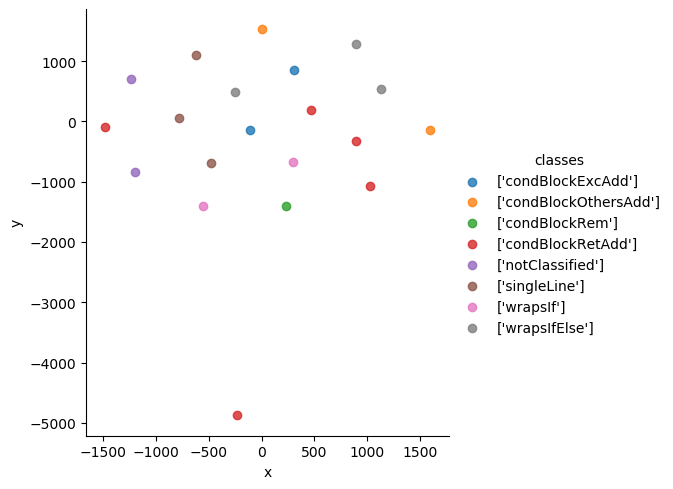 1000
0
−1000
−2000
−3000
−4000
−5000
y
−1500
−1000
−500
0
500
1000
1500
x
classes
['condBlockExcAdd']
['condBlockOthersAdd']
['condBlockRem']
['condBlockRetAdd']
['notClassified']
['singleLine']
['wrapsIf']
['wrapsIfElse']